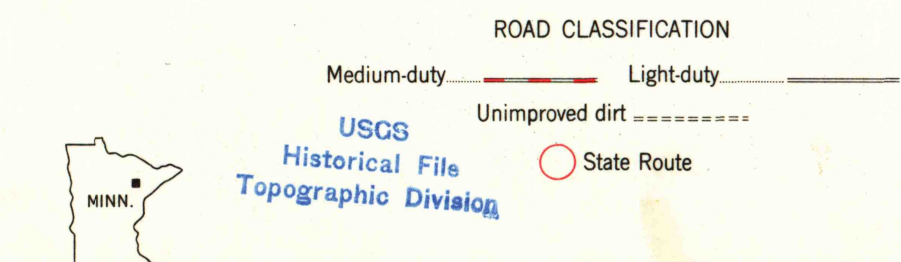 ROAD CLASSIFICATION
Medium-duty Light-duty
Unimproved dirt
State Route
USGS
Historical File
Topographic Division
MINN.